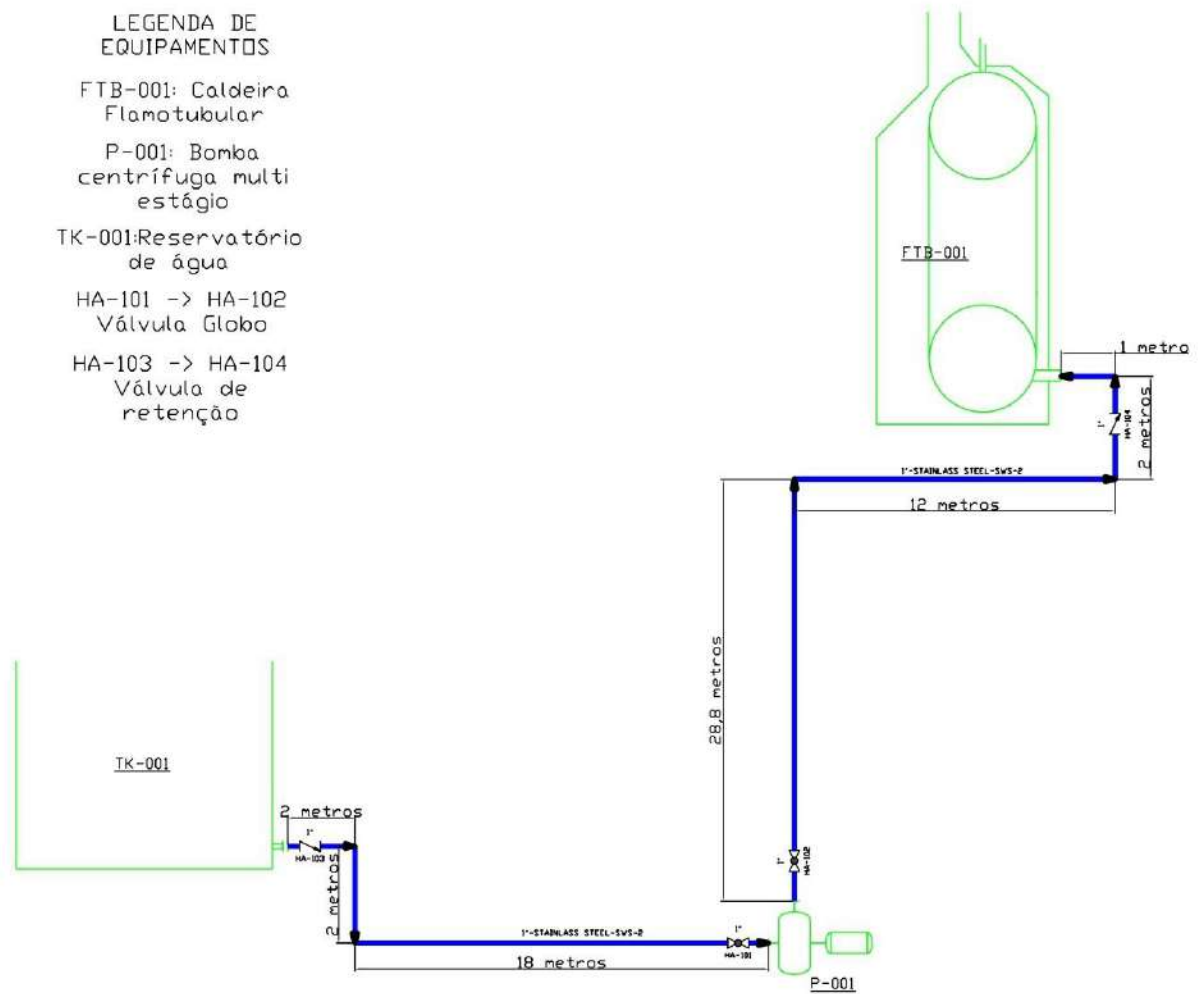 LEGENDA DE
EQUIPAMENTOS
FTB-001: Caldeira
Flamotubular
P-001: Bomba
centrífuga multi
estágio
TK-001:Reservatório
de água
HA-101 -> HA-102
Válvula Globo
HA-103 -> HA-104
Válvula de
retenção
FTB-001
1 metro
1"
HA-104
2 metros
1"-STAINLASS STEEL-SWS-2
12 metros
28,8 metros
TK-001
2 metros
1"
HA-103
2 metros
1"
HA-102
1"-STAINLASS STEEL-SWS-2
1"
HA-101
18 metros
P-001